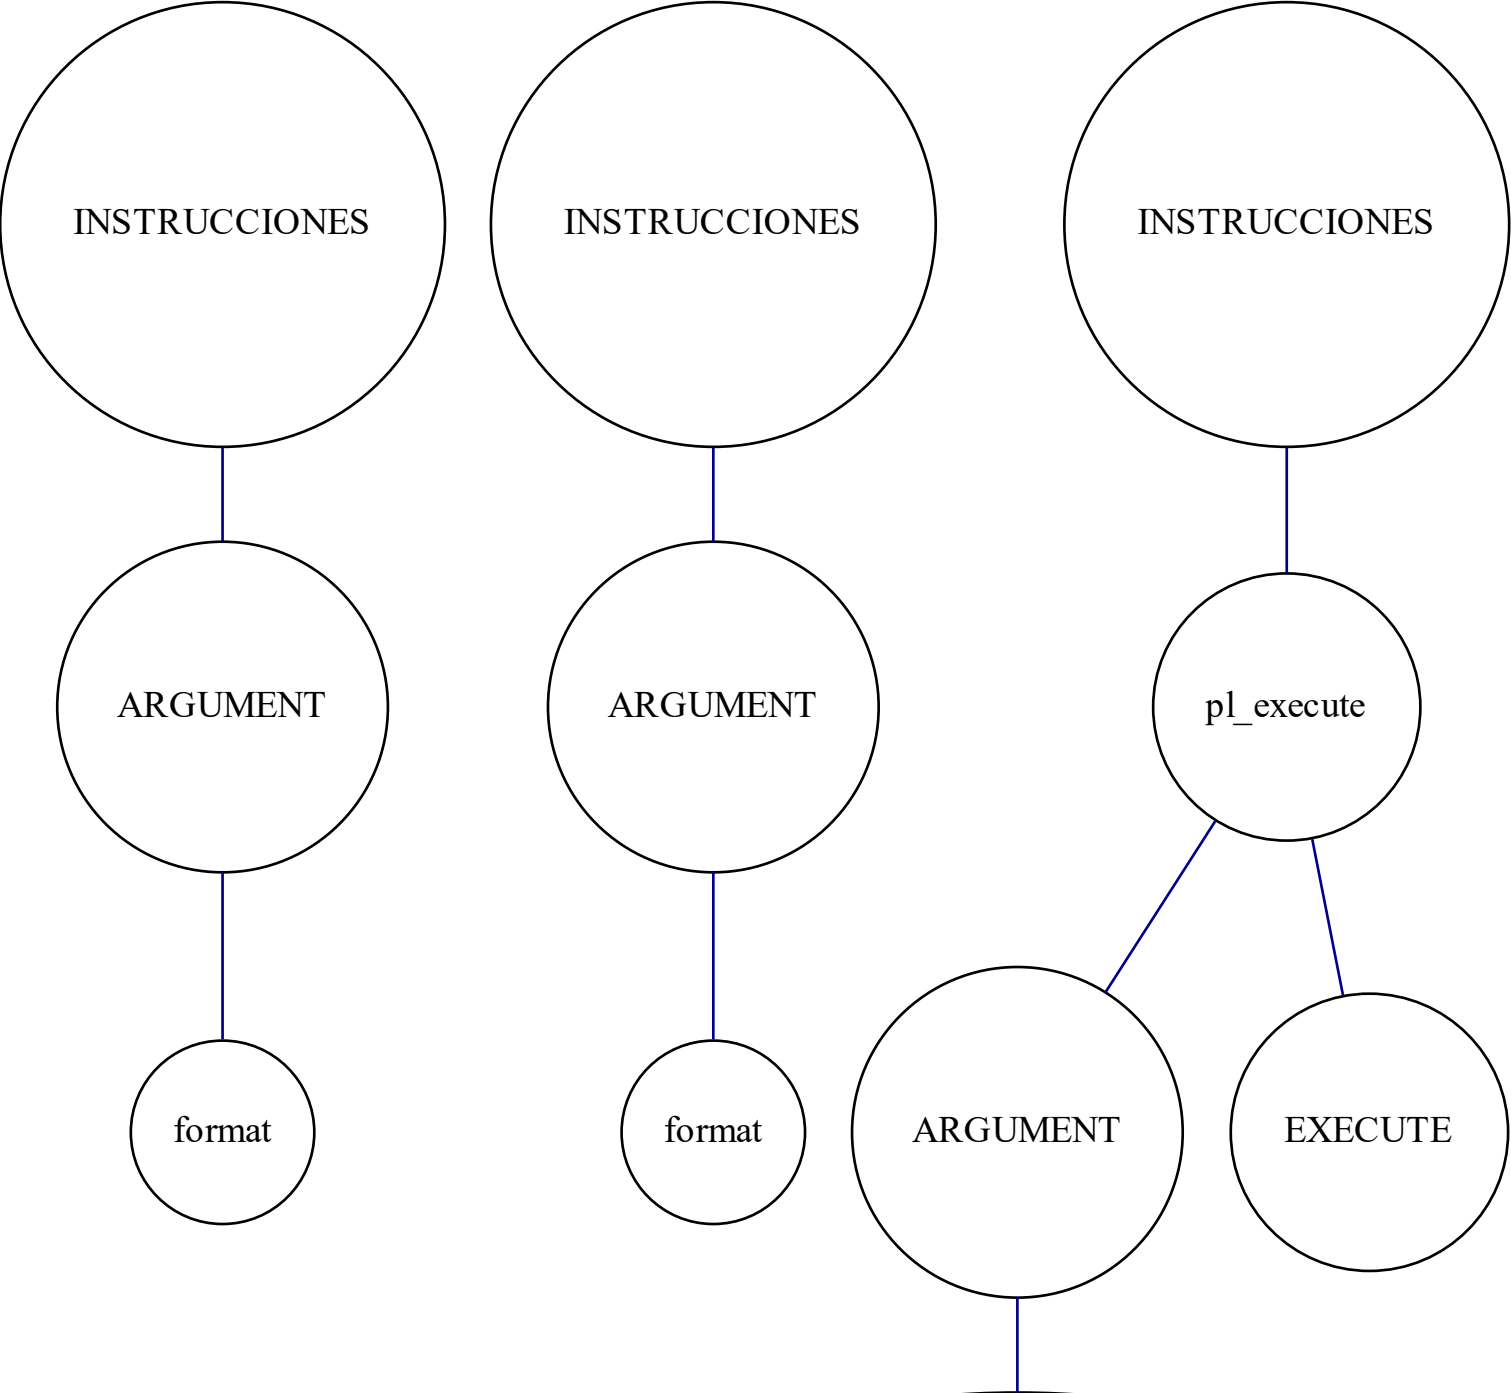 INSTRUCCIONES INSTRUCCIONES INSTRUCCIONES
ARGUMENT ARGUMENT pl_execute
format format ARGUMENT EXECUTE